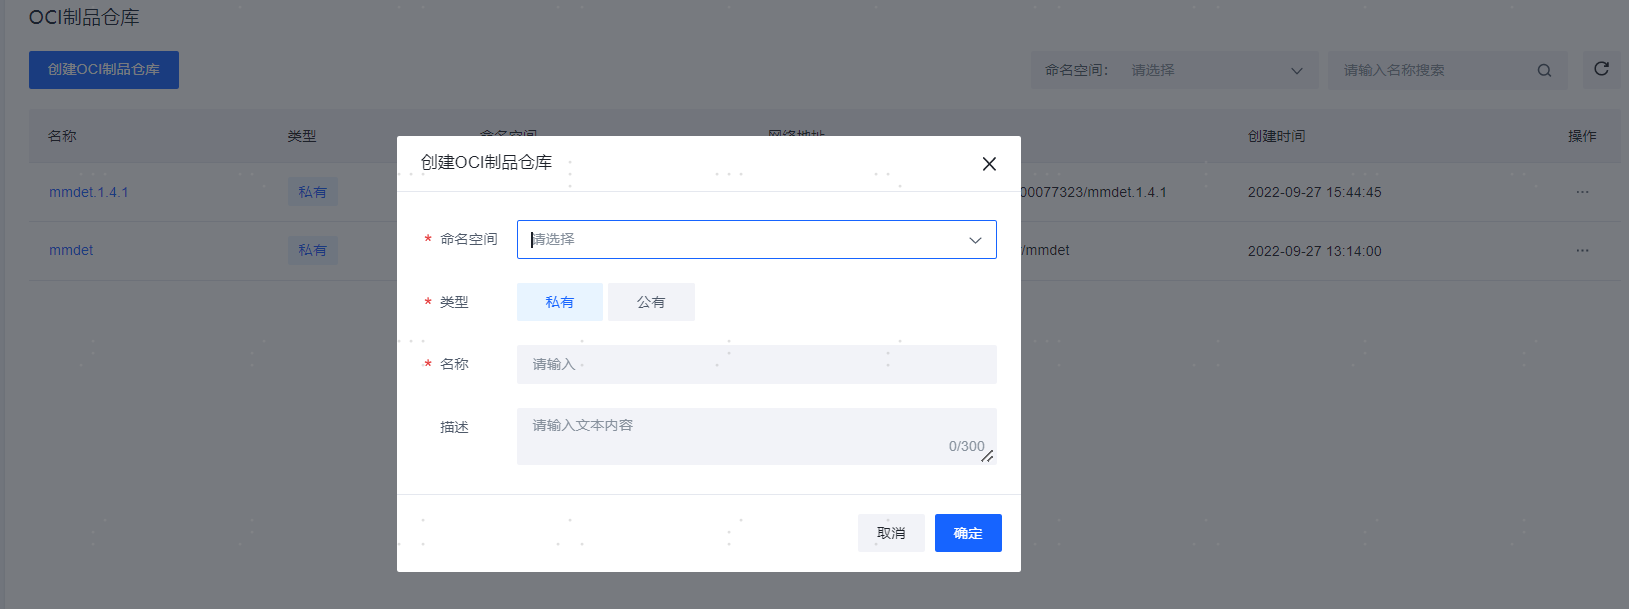 OCI制品仓库
创建OCI制品仓库
命名空间： 请选择
请输入名称搜索
名称 类型 命名空间 网络地址 创建时间 操作
mmdet.1.4.1 私有 00077323/mmdet.1.4.1 2022-09-27 15:44:45 ...
mmdet 私有 /mmdet 2022-09-27 13:14:00 ...
创建OCI制品仓库
* 命名空间 请选择
* 类型 私有 公有
* 名称 请输入
描述 请输入文本内容
0/300
取消 确定